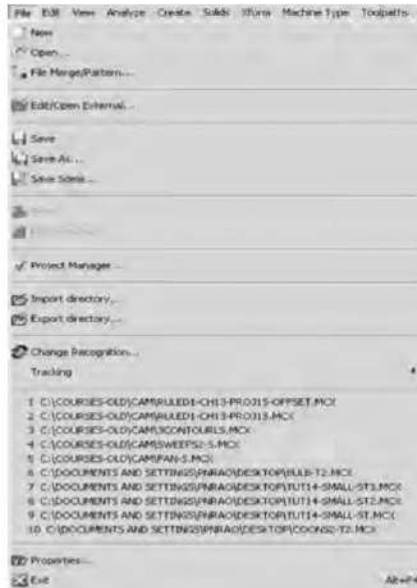 File Edit View Analyze Create Solids Xform Machine Type Toolpaths
New
Open...
File Merge/Pattern...
Edit/Open External...
Save
Save As...
Save Some...
Project Manager...
Import directory...
Export directory...
Change Recognition...
Tracking
1 C:\COURSES-OLD\CAM\RULED1-CH13-PROJ15-OFFSET.MCX
2 C:\COURSES-OLD\CAM\RULED1-CH13-PROJ13.MCX
3 C:\COURSES-OLD\CAM\3CONTOURLS.MCX
4 C:\COURSES-OLD\CAM\SWEEPS2-S.MCX
5 C:\COURSES-OLD\CAM\FAN-3.MCX
6 C:\DOCUMENTS AND SETTINGS\PNRAO\DESKTOP\BULB-T2.MCX
7 C:\DOCUMENTS AND SETTINGS\PNRAO\DESKTOP\TUT14-SMALL-ST1.MCX
8 C:\DOCUMENTS AND SETTINGS\PNRAO\DESKTOP\TUT14-SMALL-ST2.MCX
9 C:\DOCUMENTS AND SETTINGS\PNRAO\DESKTOP\TUT14-SMALL-ST.MCX
10 C:\DOCUMENTS AND SETTINGS\PNRAO\DESKTOP\COONS2-T2.MCX
Properties...
Exit